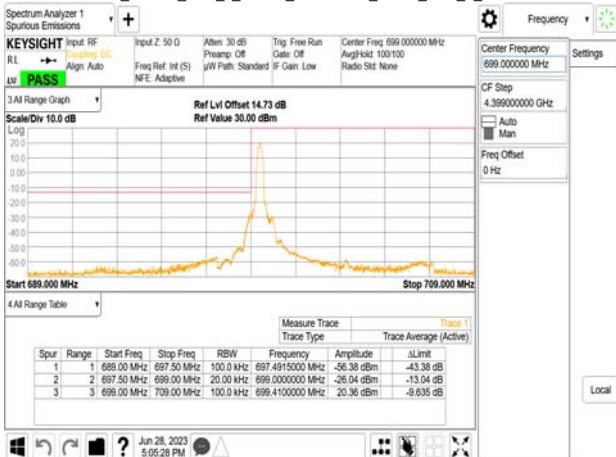 Spectrum Analyzer 1
Spurious Emissions
+
Frequency
KEYSIGHT
RL
LV PASS
Input: RF
Coupling: DC
Align: Auto
Input Z: 50 Ω
Freq Ref: Int (S)
NFE: Adaptive
Atten: 30 dB
Preamp: Off
µW Path: Standard
Trig: Free Run
Gate: Off
IF Gain: Low
Center Freq: 699.000000 MHz
Avg|Hold: 100/100
Radio Std: None
Center Frequency
699.000000 MHz
Settings
CF Step
4.399000000 GHz
Auto
Man
Freq Offset
0 Hz
3 All Range Graph
Scale/Div 10.0 dB
Ref Lvl Offset 14.73 dB
Ref Value 30.00 dBm
Log
20.0
10.0
0.00
-10.0
-20.0
-30.0
-40.0
-50.0
-60.0
Start 689.000 MHz
Stop 709.000 MHz
4 All Range Table
Measure Trace Trace 1
Trace Type Trace Average (Active)
Spur Range Start Freq Stop Freq RBW Frequency Amplitude ΔLimit
1 1 689.00 MHz 697.50 MHz 100.0 kHz 697.4915000 MHz -56.38 dBm -43.38 dB
2 2 697.50 MHz 699.00 MHz 20.00 kHz 699.0000000 MHz -26.04 dBm -13.04 dB
3 3 699.00 MHz 709.00 MHz 100.0 kHz 699.4100000 MHz 20.36 dBm -9.635 dB
Local
?
Jun 28, 2023
5:05:28 PM